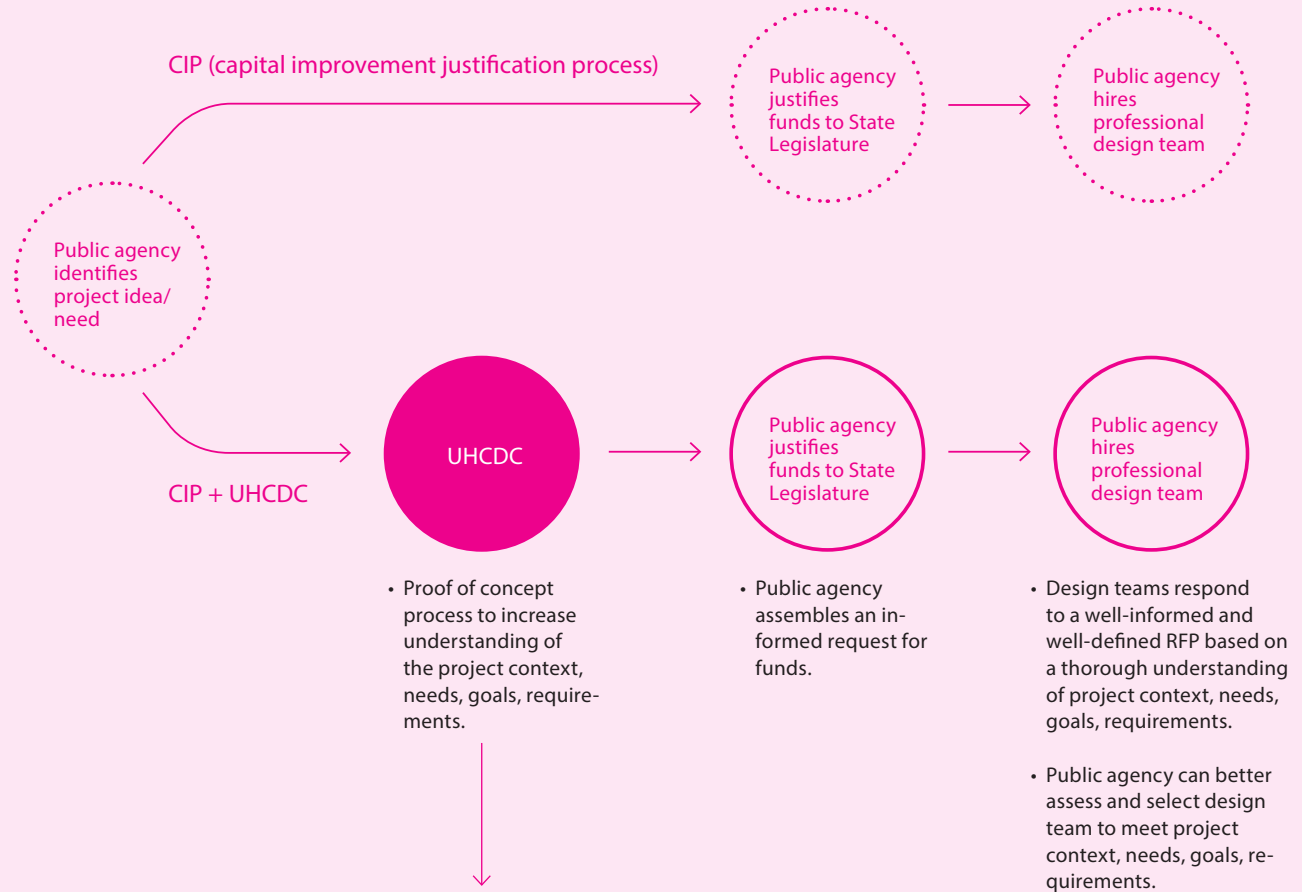 CIP (capital improvement justification process)
Public agency
justifies
funds to State
Legislature
Public agency
hires
professional
design team
Public agency
identifies
project idea/
need
CIP + UHCDC
UHCDC
Public agency
justifies
funds to State
Legislature
Public agency
hires
professional
design team
• Proof of concept
process to increase
understanding of
the project context,
needs, goals, require-
ments.
• Public agency
assembles an in-
formed request for
funds.
• Design teams respond
to a well-informed and
well-defined RFP based on
a thorough understanding
of project context, needs,
goals, requirements.
• Public agency can better
assess and select design
team to meet project
context, needs, goals, re-
quirements.